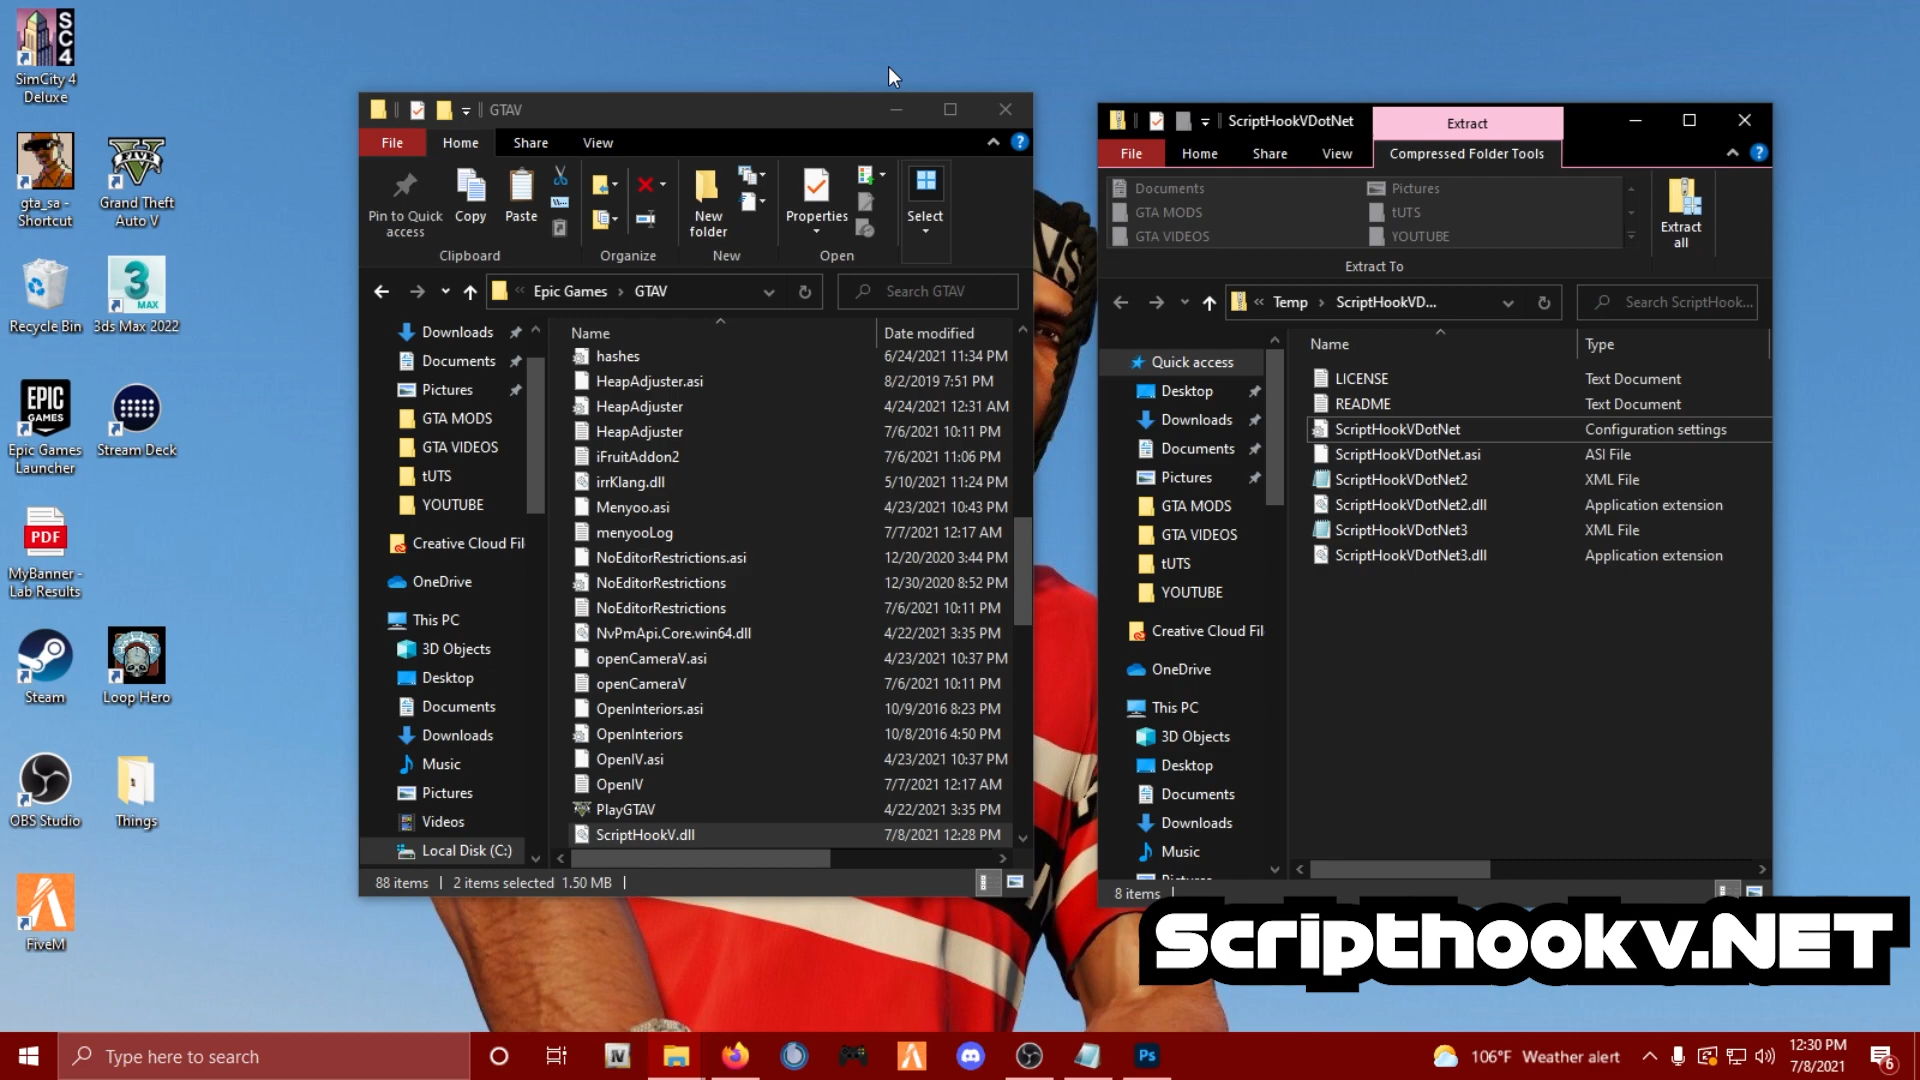 SC4
SimCity 4
Deluxe
gta_sa -
Shortcut
Grand Theft
Auto V
Recycle Bin
3
MAX
3ds Max 2022
EPIC
GAMES
Epic Games
Launcher
Stream Deck
PDF
MyBanner -
Lab Results
Steam
Loop Hero
OBS Studio
Things
FiveM
GTAV
File
Home
Share
View
Pin to Quick
access
Copy
Paste
Clipboard
Organize
New
folder
New
Properties
Open
Select
Epic Games › GTAV
Search GTAV
Downloads
Documents
Pictures
GTA MODS
GTA VIDEOS
tUTS
YOUTUBE
Creative Cloud Fil
OneDrive
This PC
3D Objects
Desktop
Documents
Downloads
Music
Pictures
Videos
Local Disk (C:)
Name Date modified
hashes 6/24/2021 11:34 PM
HeapAdjuster.asi 8/2/2019 7:51 PM
HeapAdjuster 4/24/2021 12:31 AM
HeapAdjuster 7/6/2021 10:11 PM
iFruitAddon2 7/6/2021 11:06 PM
irrKlang.dll 5/10/2021 11:24 PM
Menyoo.asi 4/23/2021 10:43 PM
menyooLog 7/7/2021 12:17 AM
NoEditorRestrictions.asi 12/20/2020 3:44 PM
NoEditorRestrictions 12/30/2020 8:52 PM
NoEditorRestrictions 7/6/2021 10:11 PM
NvPmApi.Core.win64.dll 4/22/2021 3:35 PM
openCameraV.asi 4/23/2021 10:37 PM
openCameraV 7/6/2021 10:11 PM
OpenInteriors.asi 10/9/2016 8:23 PM
OpenInteriors 10/8/2016 4:50 PM
OpenIV.asi 4/23/2021 10:37 PM
OpenIV 7/7/2021 12:17 AM
PlayGTAV 4/22/2021 3:35 PM
ScriptHookV.dll 7/8/2021 12:28 PM
88 items 2 items selected 1.50 MB
ScriptHookVDotNet
Extract
File
Home
Share
View
Compressed Folder Tools
Documents
GTA MODS
GTA VIDEOS
Pictures
tUTS
YOUTUBE
Extract To
Extract
all
Temp › ScriptHookVD...
Search ScriptHook...
Quick access
Desktop
Downloads
Documents
Pictures
GTA MODS
GTA VIDEOS
tUTS
YOUTUBE
Creative Cloud Fil
OneDrive
This PC
3D Objects
Desktop
Documents
Downloads
Music
Name Type
LICENSE Text Document
README Text Document
ScriptHookVDotNet Configuration settings
ScriptHookVDotNet.asi ASI File
ScriptHookVDotNet2 XML File
ScriptHookVDotNet2.dll Application extension
ScriptHookVDotNet3 XML File
ScriptHookVDotNet3.dll Application extension
8 items
Scripthookv.NET
Type here to search
IV
Ps
106°F Weather alert
12:30 PM
7/8/2021
6